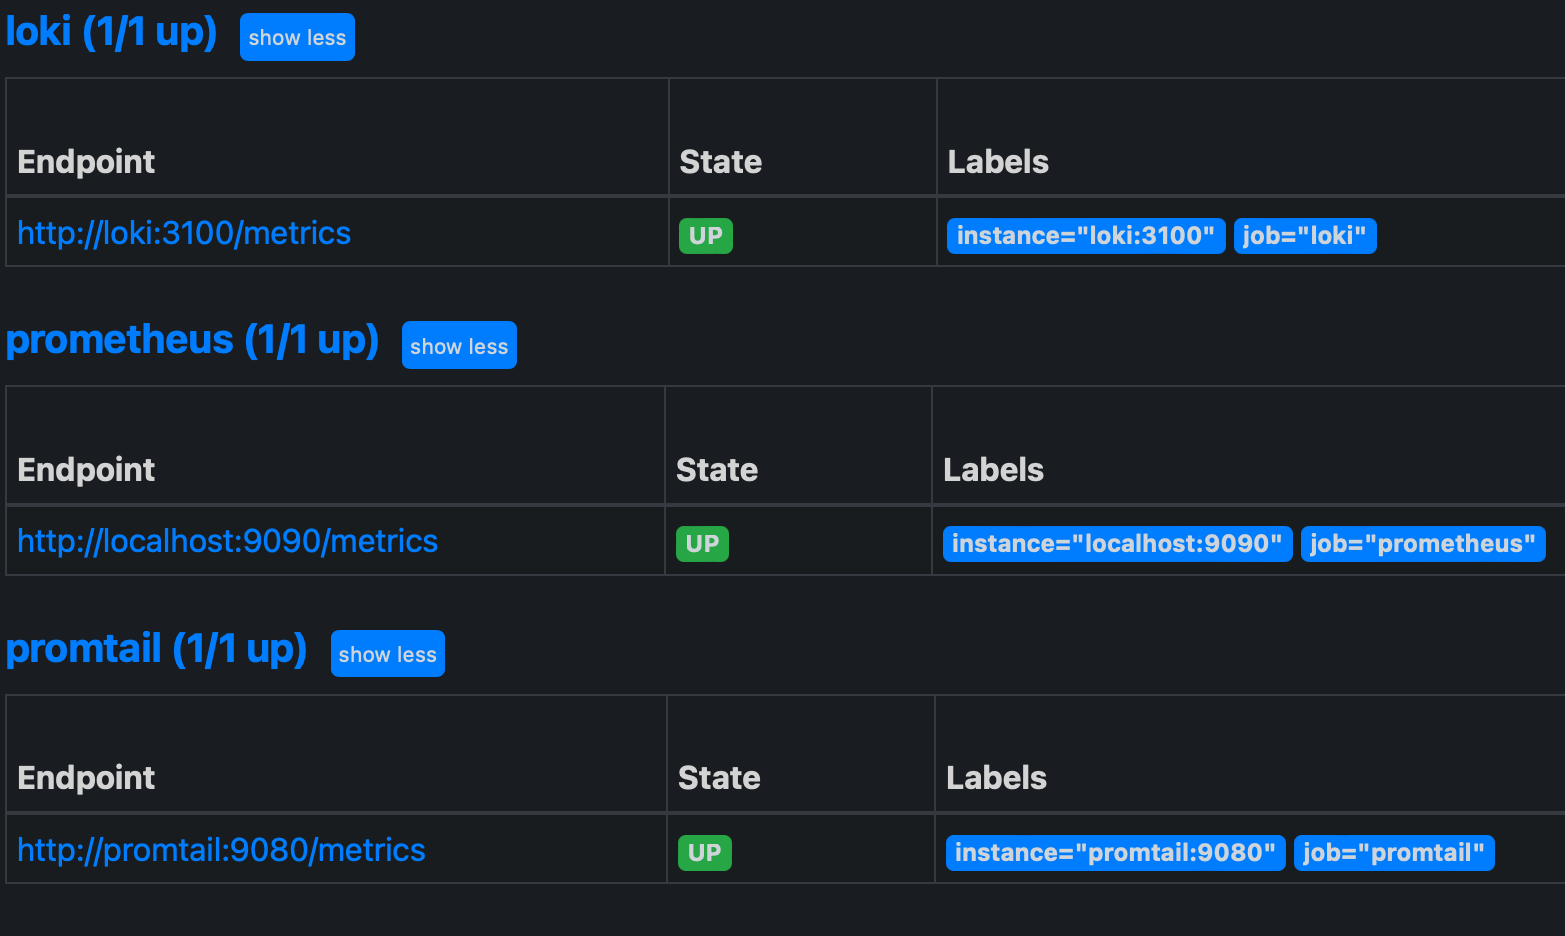 loki (1/1 up) show less
Endpoint State Labels
http://loki:3100/metrics UP instance="loki:3100" job="loki"
prometheus (1/1 up) show less
Endpoint State Labels
http://localhost:9090/metrics UP instance="localhost:9090" job="prometheus"
promtail (1/1 up) show less
Endpoint State Labels
http://promtail:9080/metrics UP instance="promtail:9080" job="promtail"